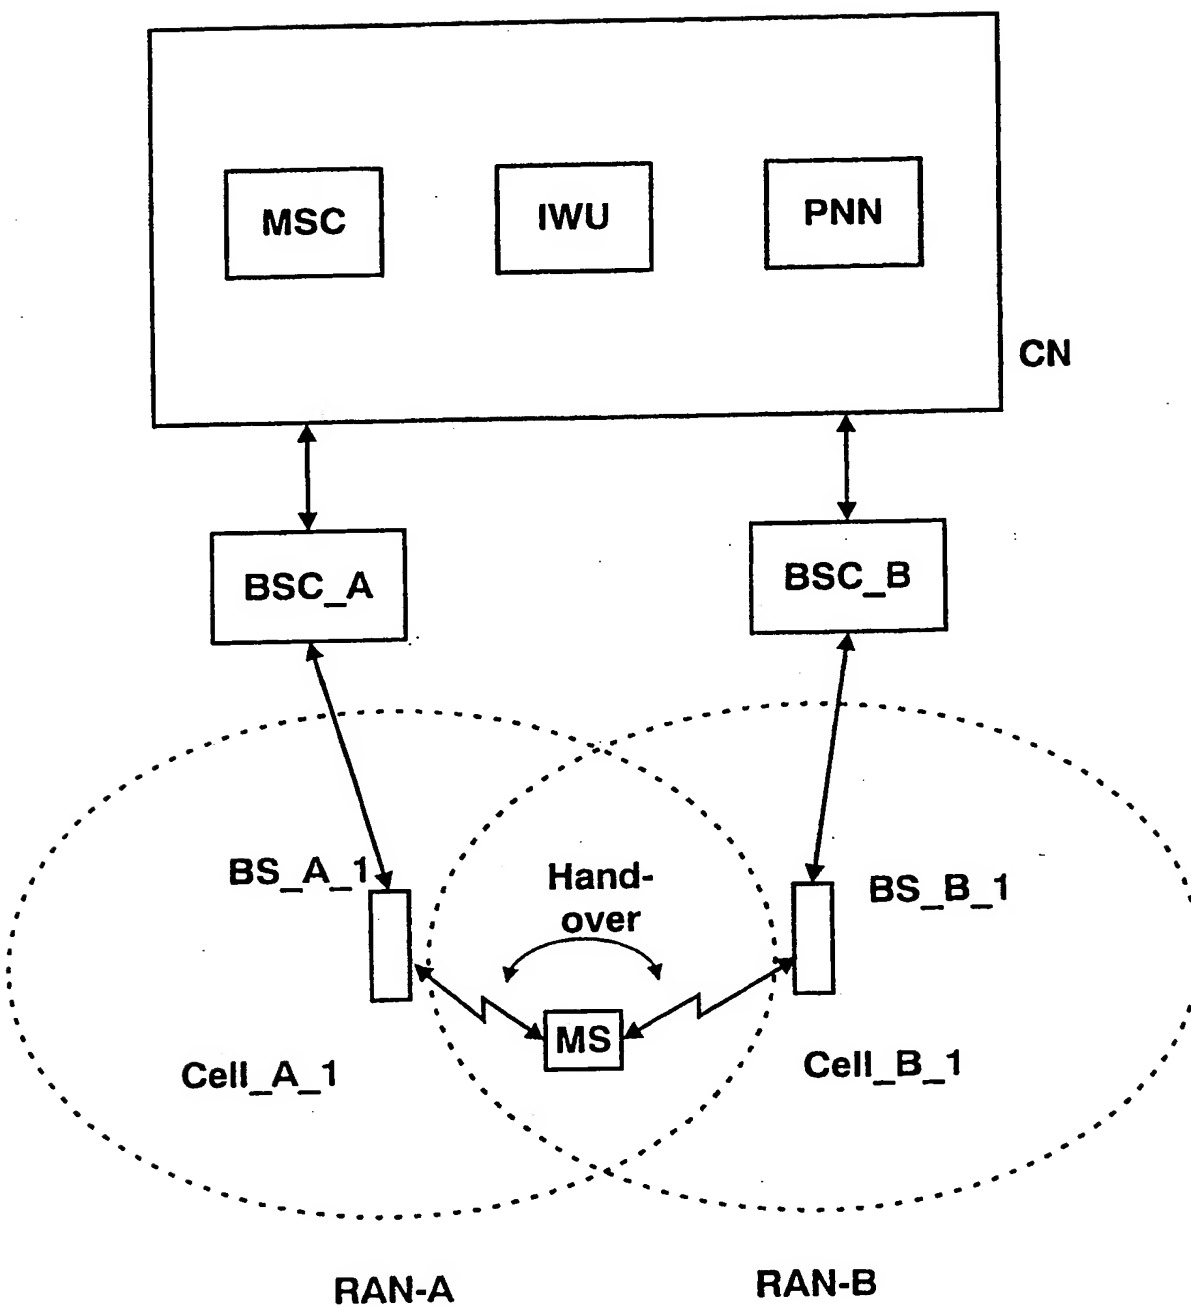 MSC
IWU
PNN
CN
BSC_A
BSC_B
BS_A_1
Hand-
over
BS_B_1
MS
Cell_A_1
Cell_B_1
RAN-A
RAN-B